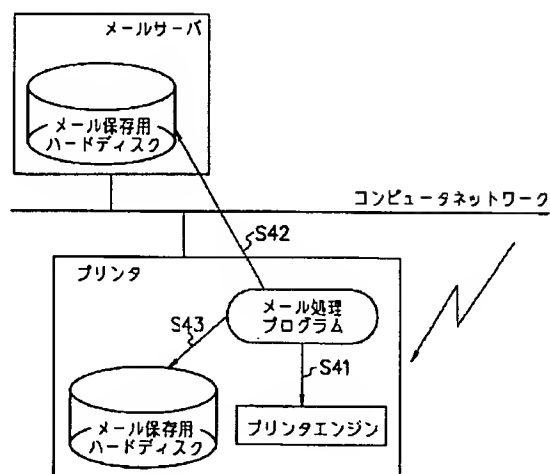 メールサーバ
メール保存用
ハードディスク
コンピュータネットワーク
S42
プリンタ
メール処理
プログラム
S43
S41
メール保存用
ハードディスク
プリンタエンジン